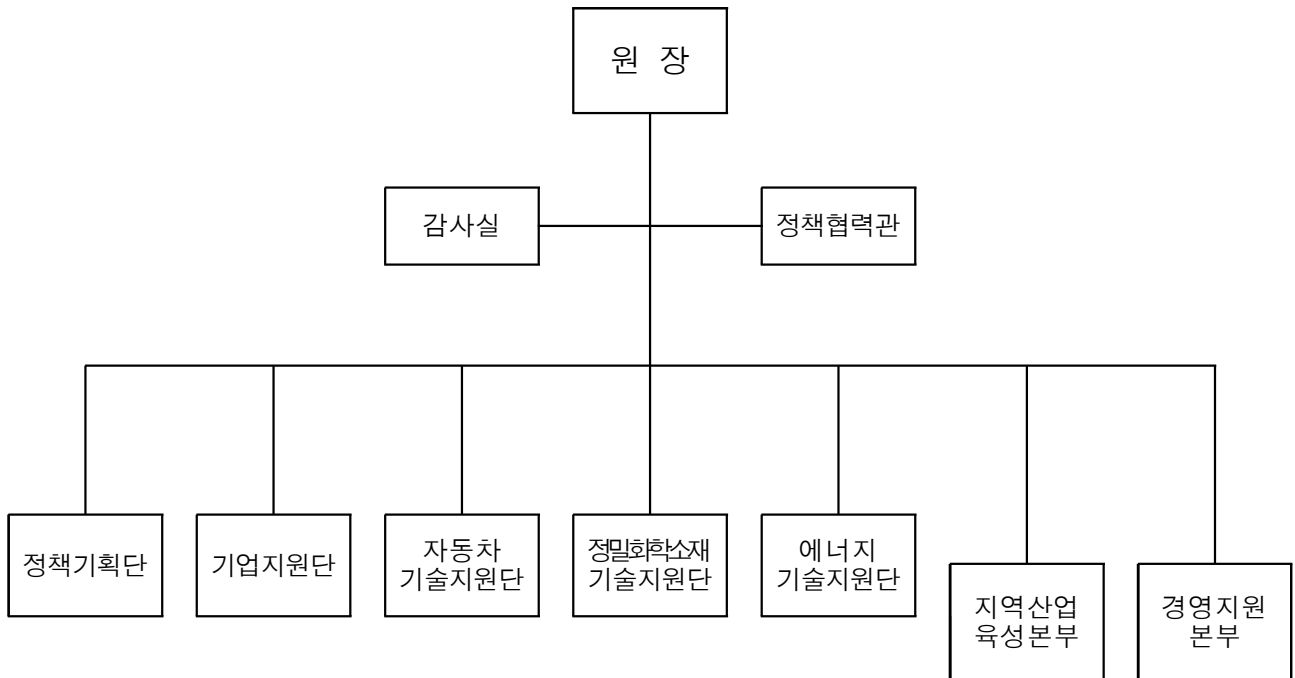 원 장
감사실
정책협력관
정책기획단
기업지원단
자동차
기술지원단
정밀화학소재
기술지원단
에너지
기술지원단
지역산업
육성본부
경영지원
본부